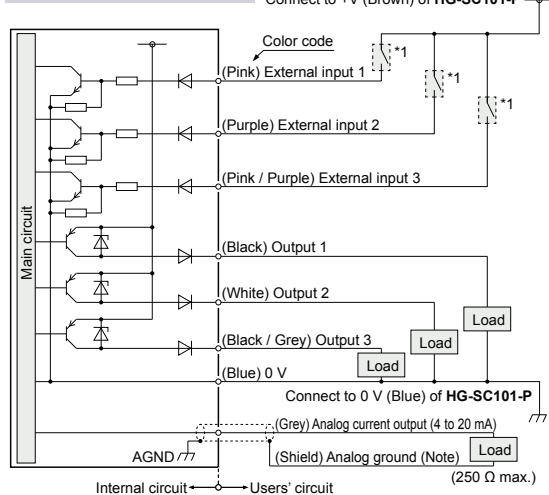 Connect to +V (Brown) of HG-SC101-P
Color code
*1
(Pink) External input 1
*1
*1
(Purple) External input 2
(Pink / Purple) External input 3
Main circuit
(Black) Output 1
(White) Output 2
Load
Load
(Black / Grey) Output 3
Load
(Blue) 0 V
Connect to 0 V (Blue) of HG-SC101-P
(Grey) Analog current output (4 to 20 mA)
Load
AGND
(Shield) Analog ground (Note)
(250 Ω max.)
Internal circuit
Users' circuit